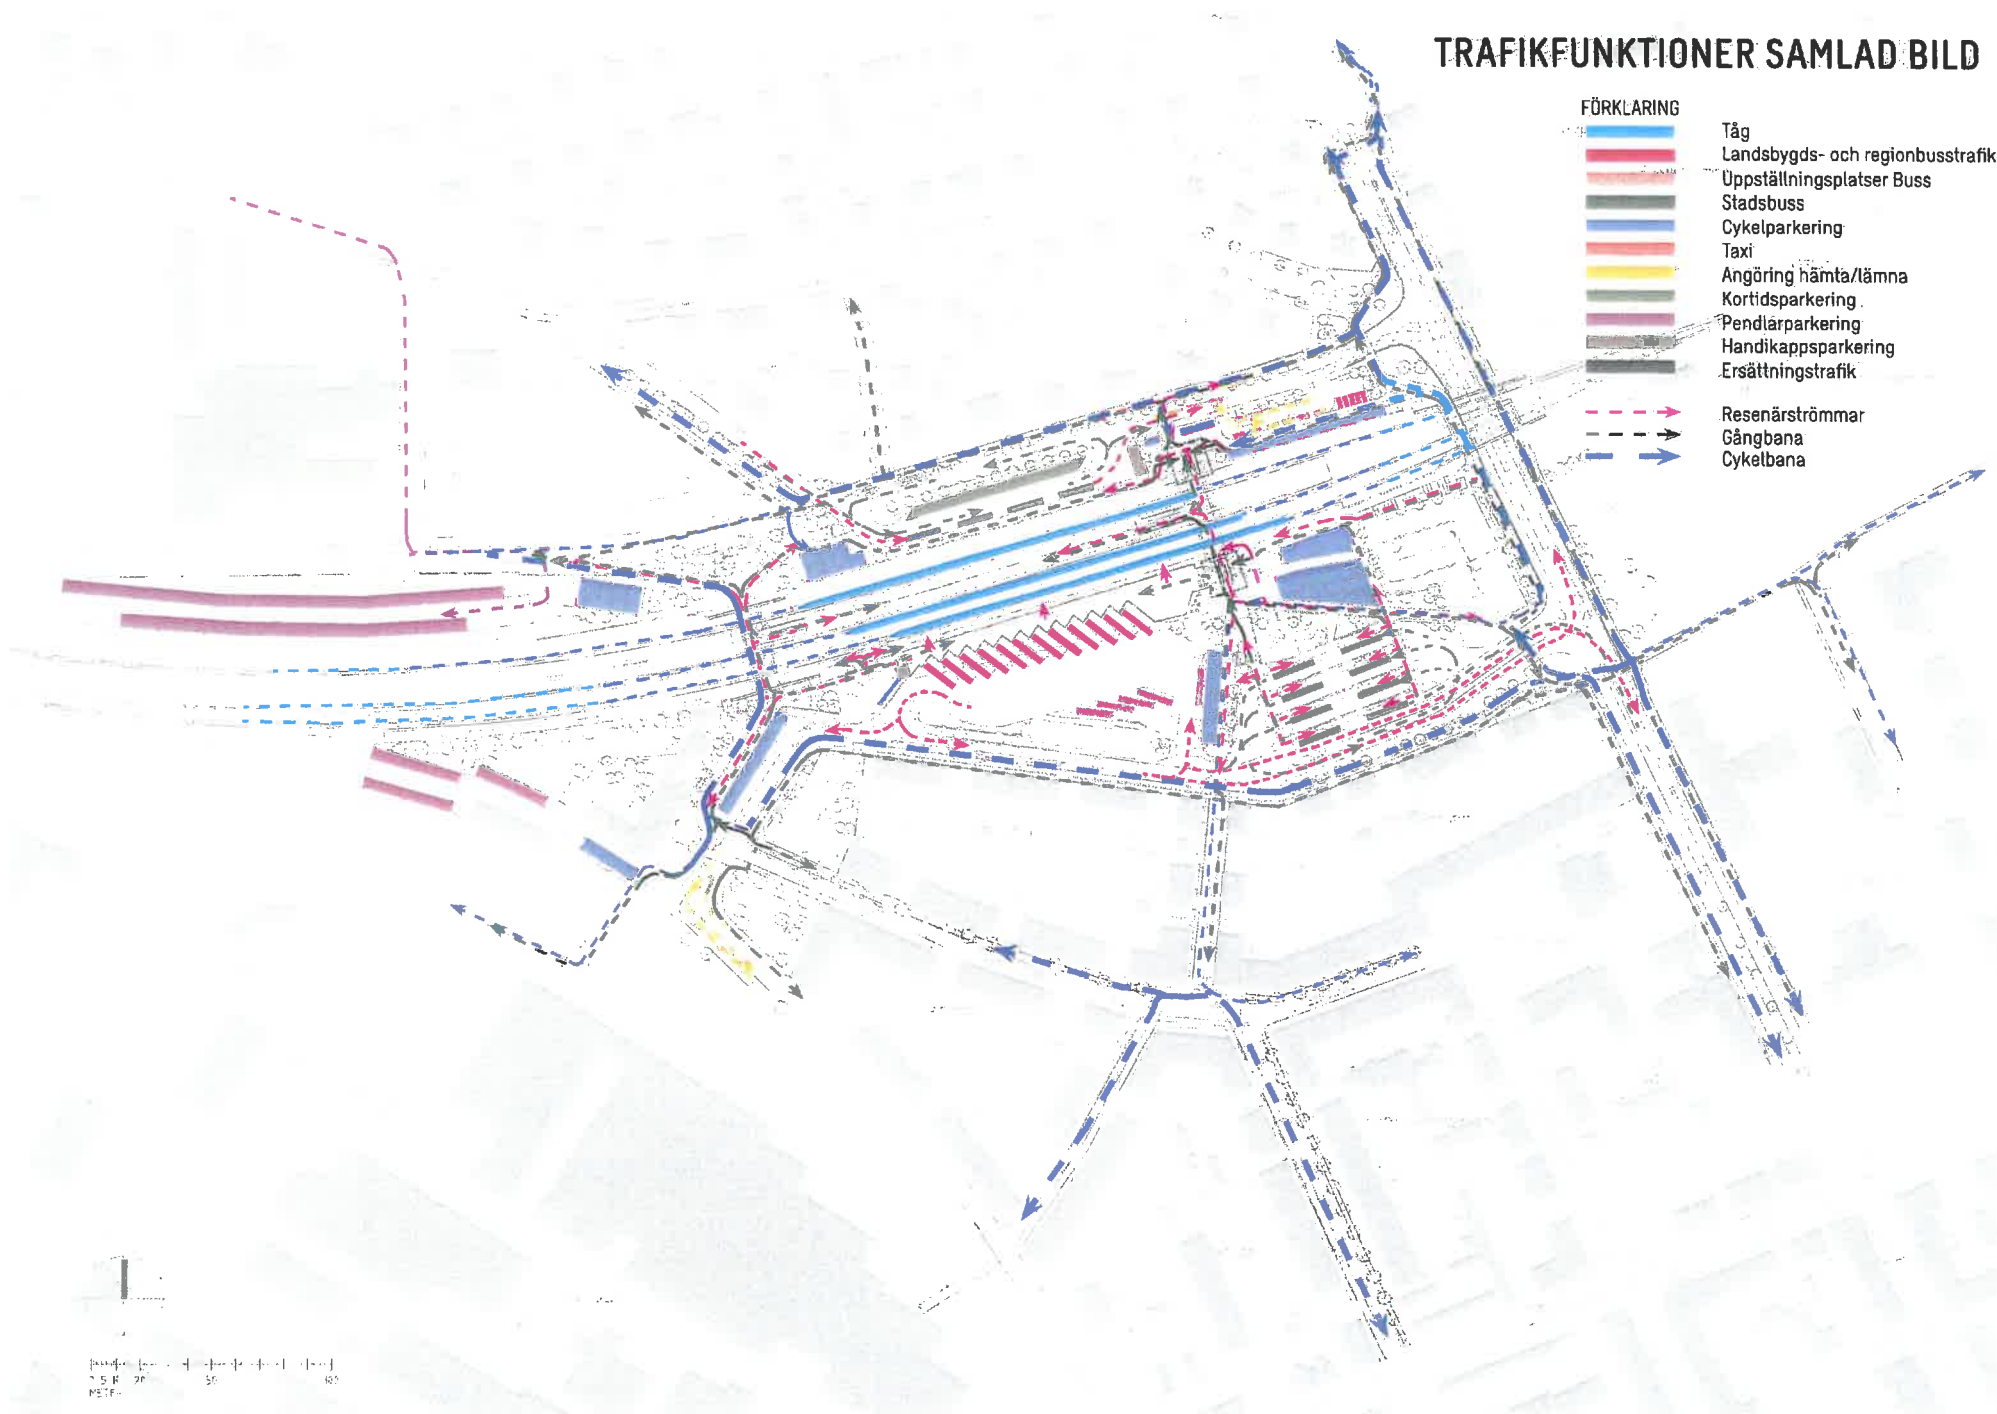 TRAFIKFUNKTIONER SAMLAD BILD
FÖRKLARING
Tåg
Landsbygds- och regionbusstrafik
Uppställningsplatser Buss
Stadsbuss
Cykelparkering
Taxi
Angöring hämta/lämna
Kortidsparkering
Pendlarparkering
Handikappsparkering
Ersättningstrafik
Resenärströmmar
Gångbana
Cykelbana